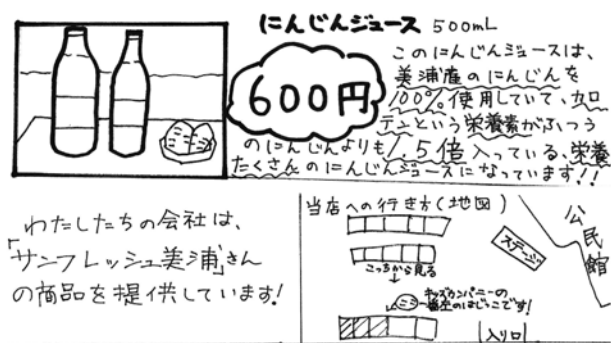 にんじんジュース 500mL
600円
このにんじんジュースは、
美浦産のにんじんを
100%使用していて、カロ
テンという栄養素がふつう
のにんじんよりも1.5倍入っている、栄養
たくさんのにんじんジュースになっています!!
わたしたちの会社は、
「サンフレッシュ美浦」さん
の商品を提供しています!
当店への行き方(地図)
公民館
ステージ
こっちから見る
キッズカンパニーの
一番左のはじっこです!
入り口